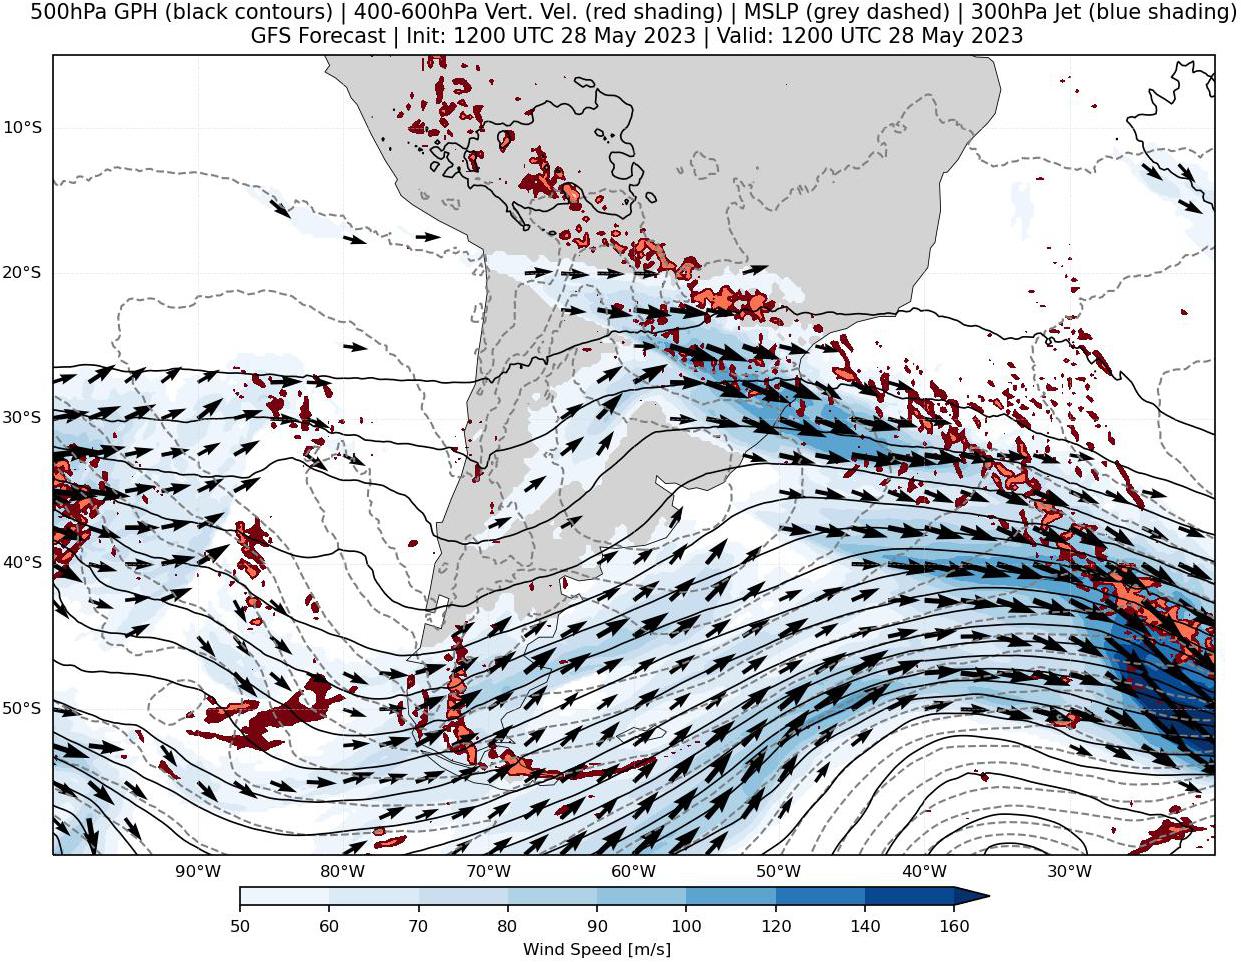 500hPa GPH (black contours) | 400-600hPa Vert. Vel. (red shading) | MSLP (grey dashed) | 300hPa Jet (blue shading)
GFS Forecast | Init: 1200 UTC 28 May 2023 | Valid: 1200 UTC 28 May 2023
10°S
20°S
30°S
40°S
50°S
90°W 80°W 70°W 60°W 50°W 40°W 30°W
50 60 70 80 90 100 120 140 160
Wind Speed [m/s]